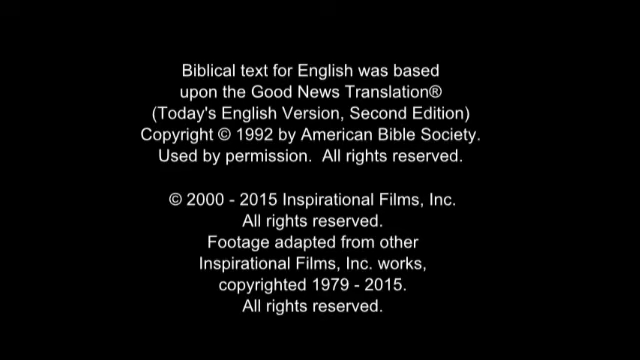 Biblical text for English was based
upon the Good News Translation®
(Today's English Version, Second Edition)
Copyright © 1992 by American Bible Society.
Used by permission.  All rights reserved.
© 2000 - 2015 Inspirational Films, Inc.
All rights reserved.
Footage adapted from other
Inspirational Films, Inc. works,
copyrighted 1979 - 2015.
All rights reserved.